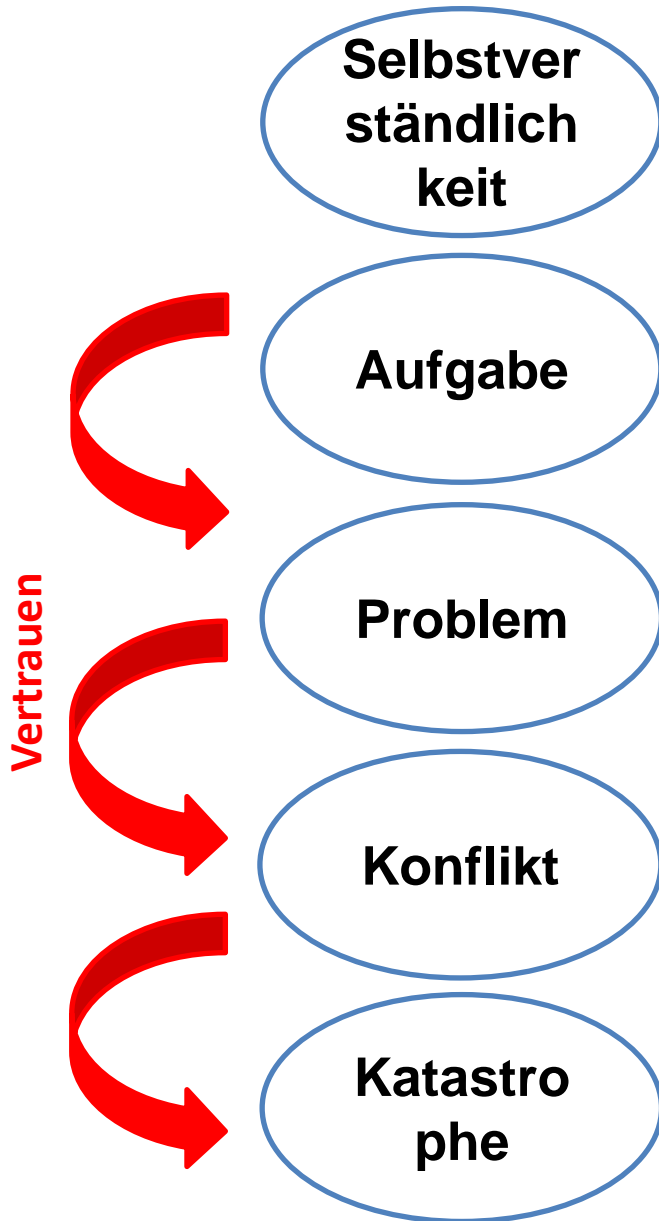 Selbstver
ständlich
keit
Aufgabe
Problem
Vertrauen
Konflikt
Katastro
phe